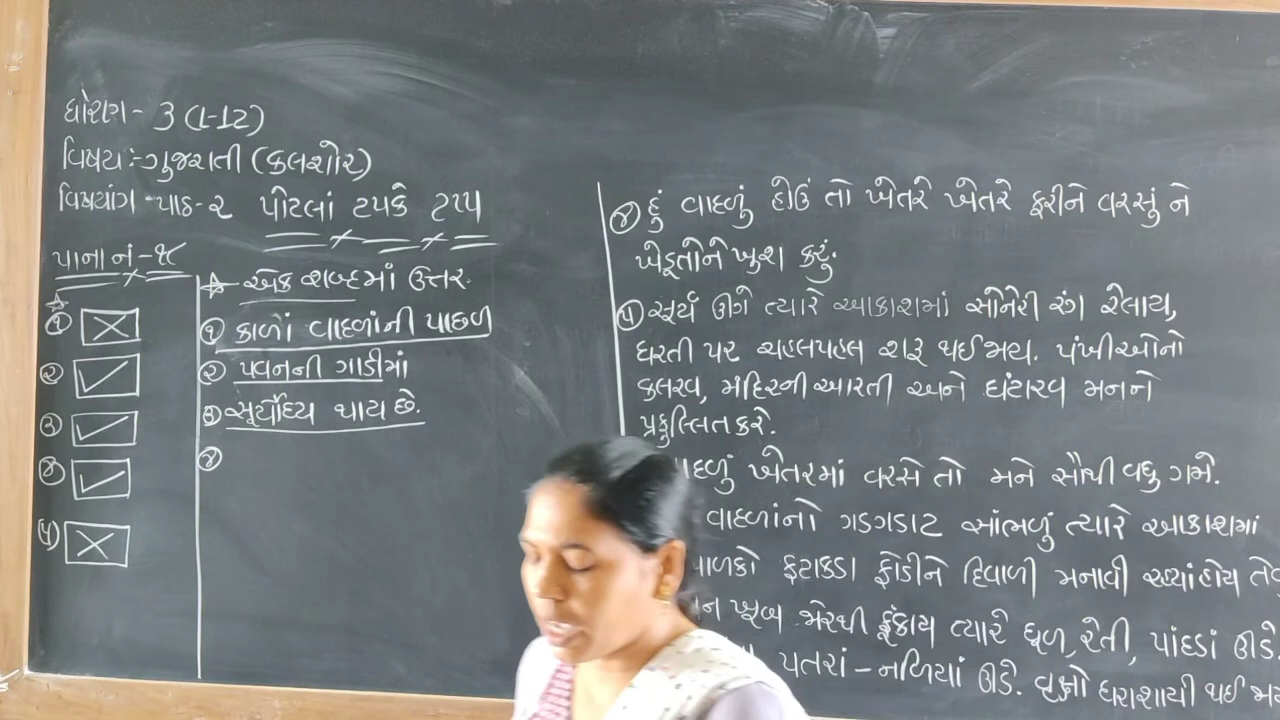 ધોરણ - 3 (1-12)
વિષય :- ગુજરાતી (કલશોર)
વિષયાંગ - પાઠ - ૨ પોટલાં ટપકે ટપ્પ
પાના નં - ૧૯
૧ ☒
૨ ☑
૩ ☑
૪ ☑
૫ ☒
☆ એક શબ્દમાં ઉત્તર.
૧ કાળાં વાદળાંની પાછળ
૨ પવનની ગાડીમાં
૩ સૂર્યોદય થાય છે.
૪
૪ હું વાદળું હોઉં તો ખેતરે ખેતરે ફરીને વરસું ને
ખેડૂતોને ખુશ કરું.
૫ સૂર્ય ઊગે ત્યારે આકાશમાં સોનેરી રંગ રેલાય,
ધરતી પર ચહલપહલ શરૂ થઈ જાય. પંખીઓનો
કલરવ, મંદિરની આરતી અને ઘંટારવ મનને
પ્રફુલ્લિત કરે.
ખેતરમાં વરસે તો મને સૌથી વધુ ગમે.
વાદળાંનો ગડગડાટ સાંભળું ત્યારે આકાશમાં
ફટાકડા ફોડીને દિવાળી મનાવી રહ્યાં હોય
ખૂબ જોરથી ફૂંકાય ત્યારે ધૂળ, રેતી, પાંદડાં ઊડે.
પતરાં - નળિયાં ઊડે. વૃક્ષો ધરાશાયી થઈ